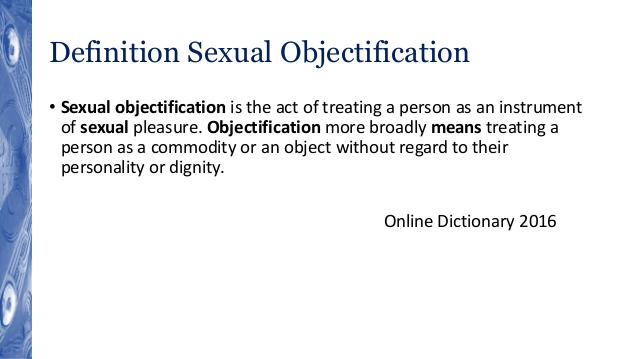 Definition Sexual Objectification
• Sexual objectification is the act of treating a person as an instrument
of sexual pleasure. Objectification more broadly means treating a
person as a commodity or an object without regard to their
personality or dignity.
Online Dictionary 2016